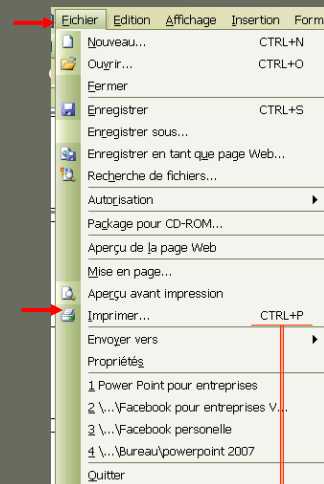 Fichier Edition Affichage Insertion Form
Nouveau... CTRL+N
Ouvrir... CTRL+O
Fermer
Enregistrer CTRL+S
Enregistrer sous...
Enregistrer en tant que page Web...
Recherche de fichiers...
Autorisation
Package pour CD-ROM...
Aperçu de la page Web
Mise en page...
Aperçu avant impression
Imprimer... CTRL+P
Envoyer vers
Propriétés
1 Power Point pour entreprises
2 \...\Facebook pour entreprises V...
3 \...\Facebook personelle
4 \...\Bureau\powerpoint 2007
Quitter